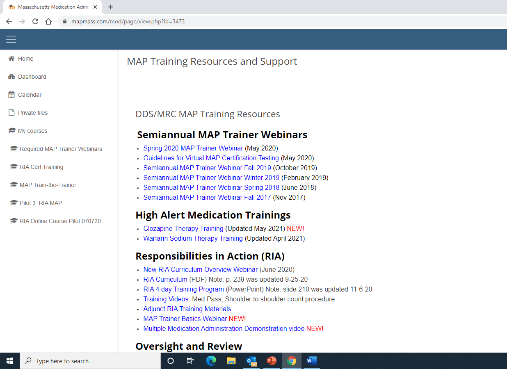 Massachusetts Medication Admi
mapmass.com/mod/page/view.php?id=3473
MAP Training Resources and Support
Home
Dashboard
Calendar
Private files
My courses
Required MAP Trainer Webinars
RIA Cert Training
MAP Train-the-Trainer
RIA Online Course Pilot 070720
DDS/MRC MAP Training Resources
Semiannual MAP Trainer Webinars
Spring 2020 MAP Trainer Webinar (May 2020)
Guidelines for Virtual MAP Certification Testing (May 2020)
Semiannual MAP Trainer Webinar Fall 2019 (October 2019)
Semiannual MAP Trainer Webinar Winter 2019 (February 2019)
Semiannual MAP Trainer Webinar Spring 2018 (June 2018)
Semiannual MAP Trainer Webinar Fall 2017 (Nov 2017)
High Alert Medication Trainings
Clozapine Therapy Training (Updated May 2021) NEW!
Warfarin Sodium Therapy Training (Updated April 2021)
Responsibilities in Action (RIA)
New RIA Curriculum Overview Webinar (June 2020)
RIA Curriculum (PDF) Note: p. 239 was updated 9-25-20
RIA 4 day Training Program (PowerPoint) Note: slide 210 was updated 11 6 20
Training Videos: Med Pass, Shoulder to shoulder count procedure
Adjunct RIA Training Materials
MAP Trainer Basics Webinar NEW!
Multiple Medication Administration Demonstration video NEW!
Oversight and Review
Type here to search